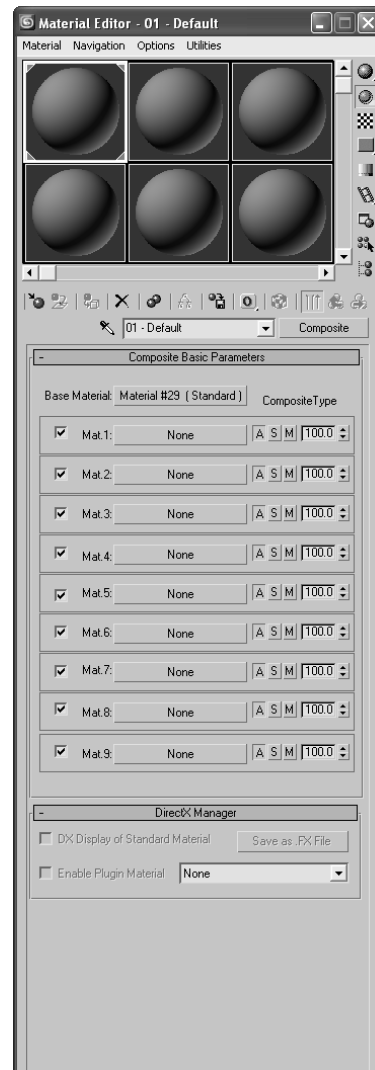 Material Editor - 01 - Default
Material Navigation Options Utilities
01 - Default Composite
- Composite Basic Parameters
Base Material: Material #29 ( Standard ) CompositeType
Mat.1: None A S M 100.0
Mat.2: None A S M 100.0
Mat.3: None A S M 100.0
Mat.4: None A S M 100.0
Mat.5: None A S M 100.0
Mat.6: None A S M 100.0
Mat.7: None A S M 100.0
Mat.8: None A S M 100.0
Mat.9: None A S M 100.0
- DirectX Manager
DX Display of Standard Material Save as .FX File
Enable Plugin Material None